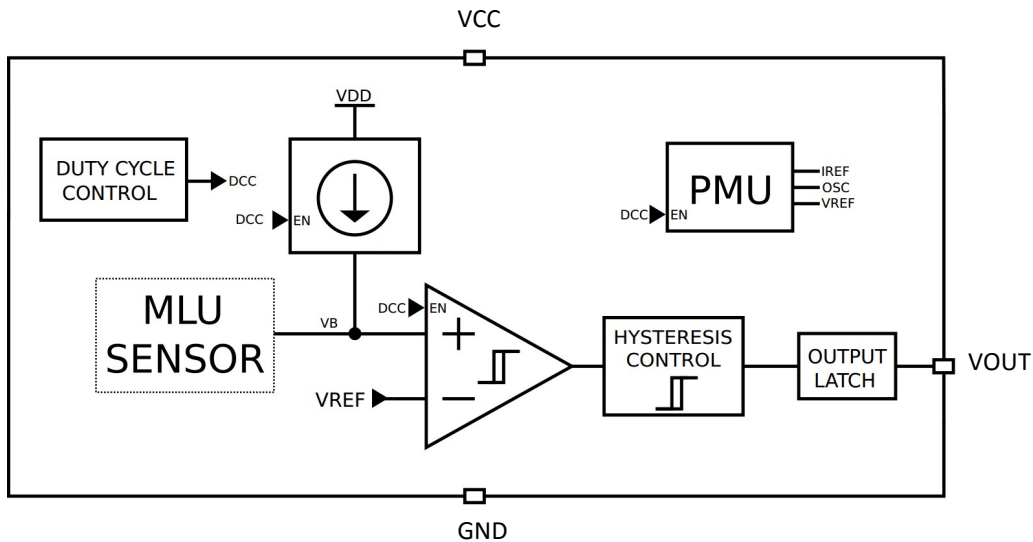 VCC
VDD
DUTY CYCLE
CONTROL
DCC
DCC
EN
PMU
IREF
OSC
VREF
DCC
EN
MLU
SENSOR
VB
DCC
EN
VREF
HYSTERESIS
CONTROL
OUTPUT
LATCH
VOUT
GND